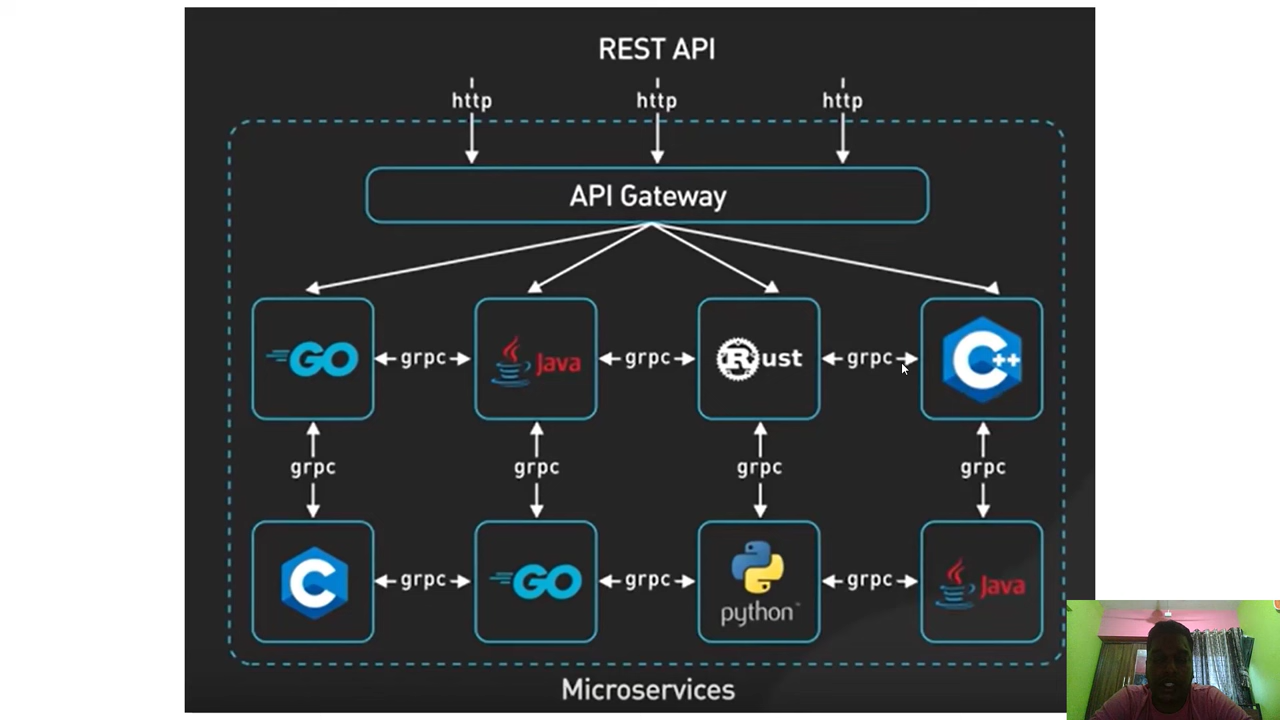 REST API
http http http
API Gateway
GO grpc Java grpc Rust grpc C++
grpc grpc grpc grpc
C grpc GO grpc python grpc Java
Microservices